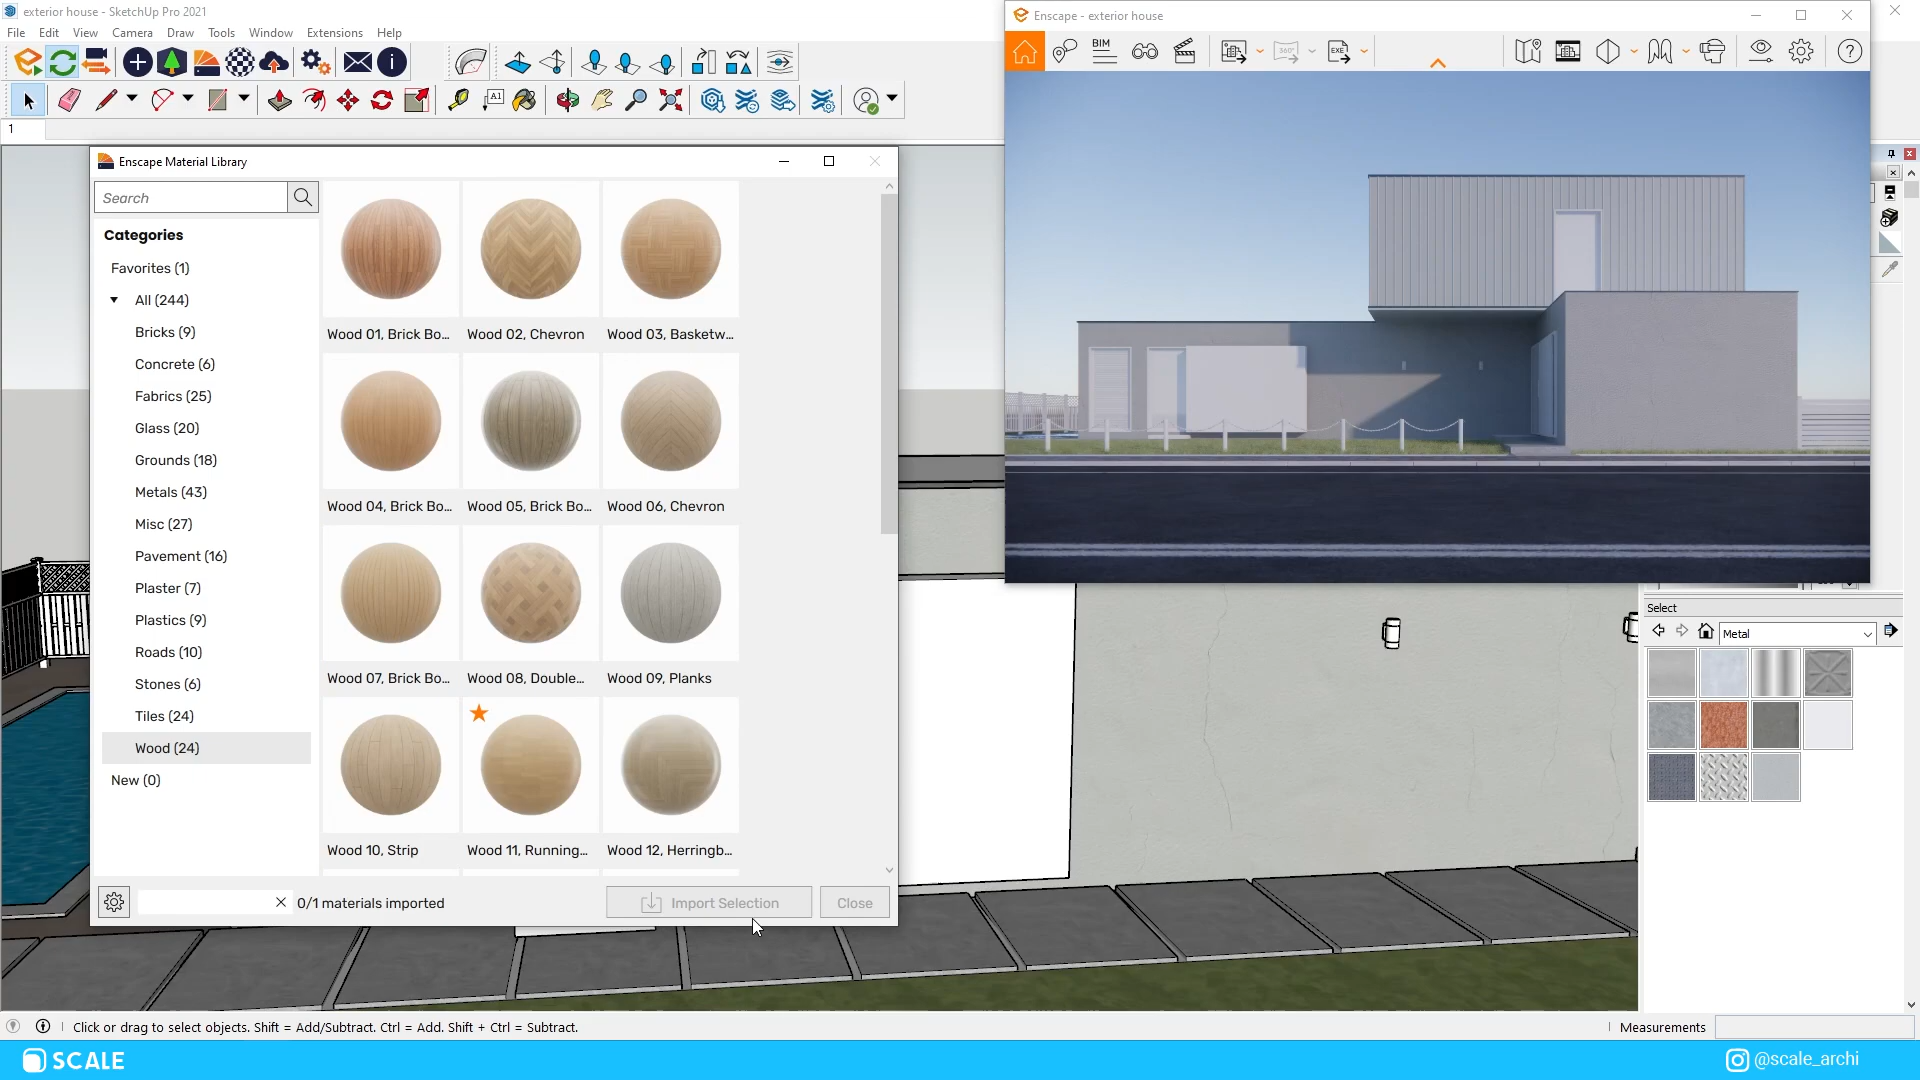 exterior house - SketchUp Pro 2021
File Edit View Camera Draw Tools Window Extensions Help
1
A1
Enscape - exterior house
BIM
360°
EXE
Enscape Material Library
Search
Categories
Favorites (1)
All (244)
Bricks (9)
Concrete (6)
Fabrics (25)
Glass (20)
Grounds (18)
Metals (43)
Misc (27)
Pavement (16)
Plaster (7)
Plastics (9)
Roads (10)
Stones (6)
Tiles (24)
Wood (24)
New (0)
Wood 01, Brick Bo...
Wood 02, Chevron
Wood 03, Basketw...
Wood 04, Brick Bo...
Wood 05, Brick Bo...
Wood 06, Chevron
Wood 07, Brick Bo...
Wood 08, Double...
Wood 09, Planks
Wood 10, Strip
Wood 11, Running...
Wood 12, Herringb...
0/1 materials imported
Import Selection
Close
Select
Metal
Click or drag to select objects. Shift = Add/Subtract. Ctrl = Add. Shift + Ctrl = Subtract.
Measurements
SCALE
@scale_archi